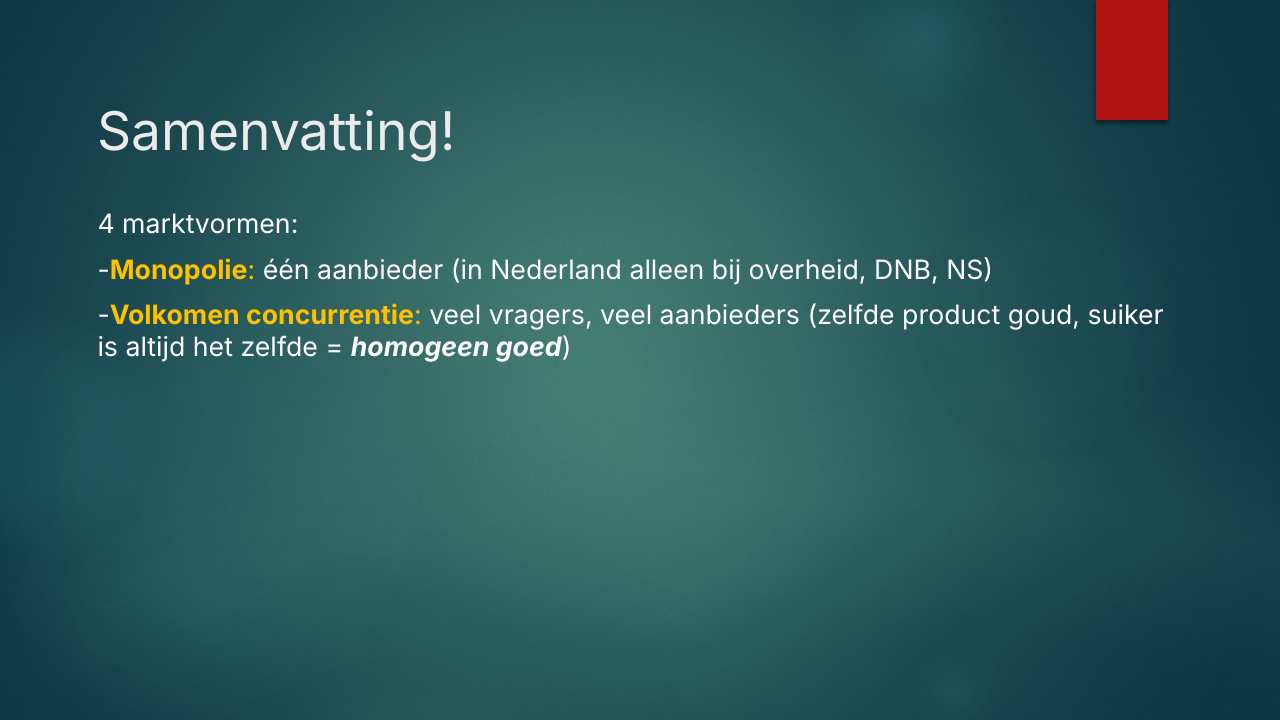 Samenvatting!
4 marktvormen:
-Monopolie: één aanbieder (in Nederland alleen bij overheid, DNB, NS)
-Volkomen concurrentie: veel vragers, veel aanbieders (zelfde product goud, suiker
is altijd het zelfde = homogeen goed)